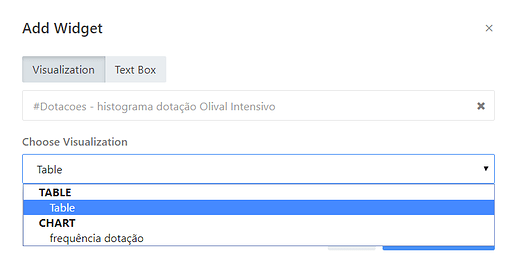 Add Widget ×
Visualization Text Box
#Dotacoes - histograma dotação Olival Intensivo ×
Choose Visualization
Table
TABLE
Table
CHART
frequência dotação